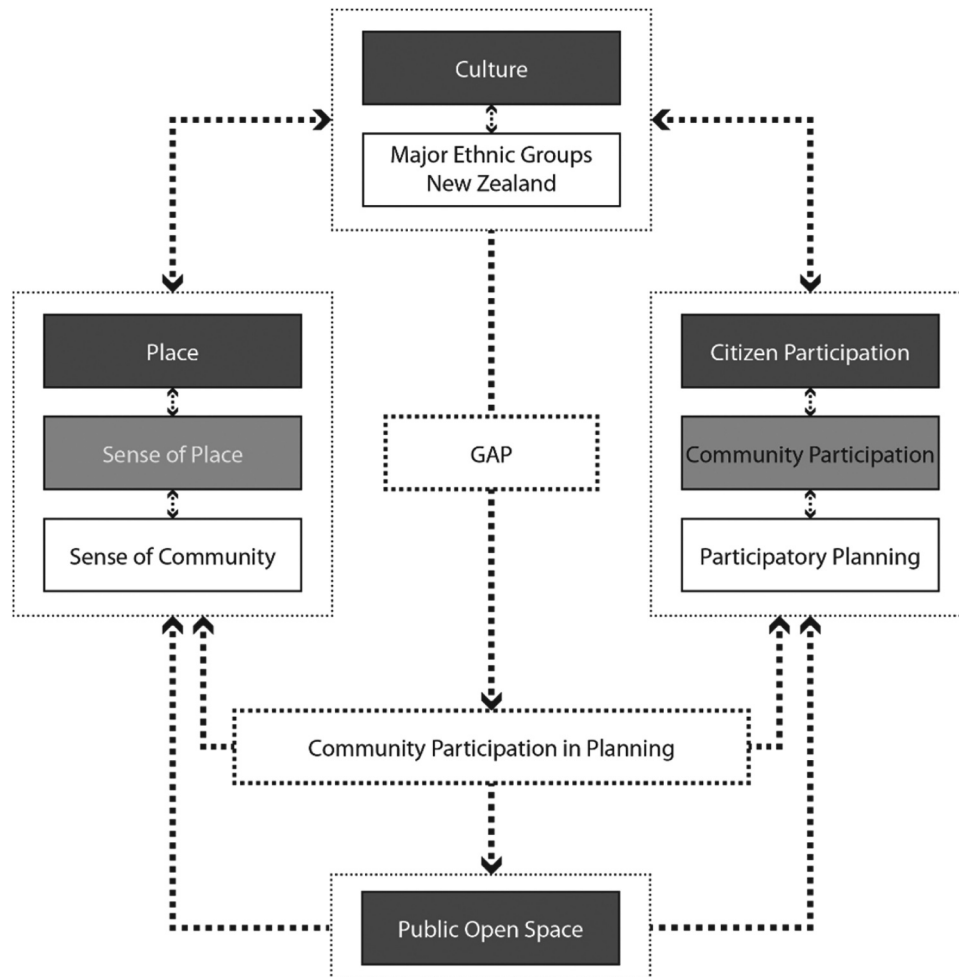 Culture
Major Ethnic Groups
New Zealand
Place
Sense of Place
Sense of Community
GAP
Citizen Participation
Community Participation
Participatory Planning
Community Participation in Planning
Public Open Space